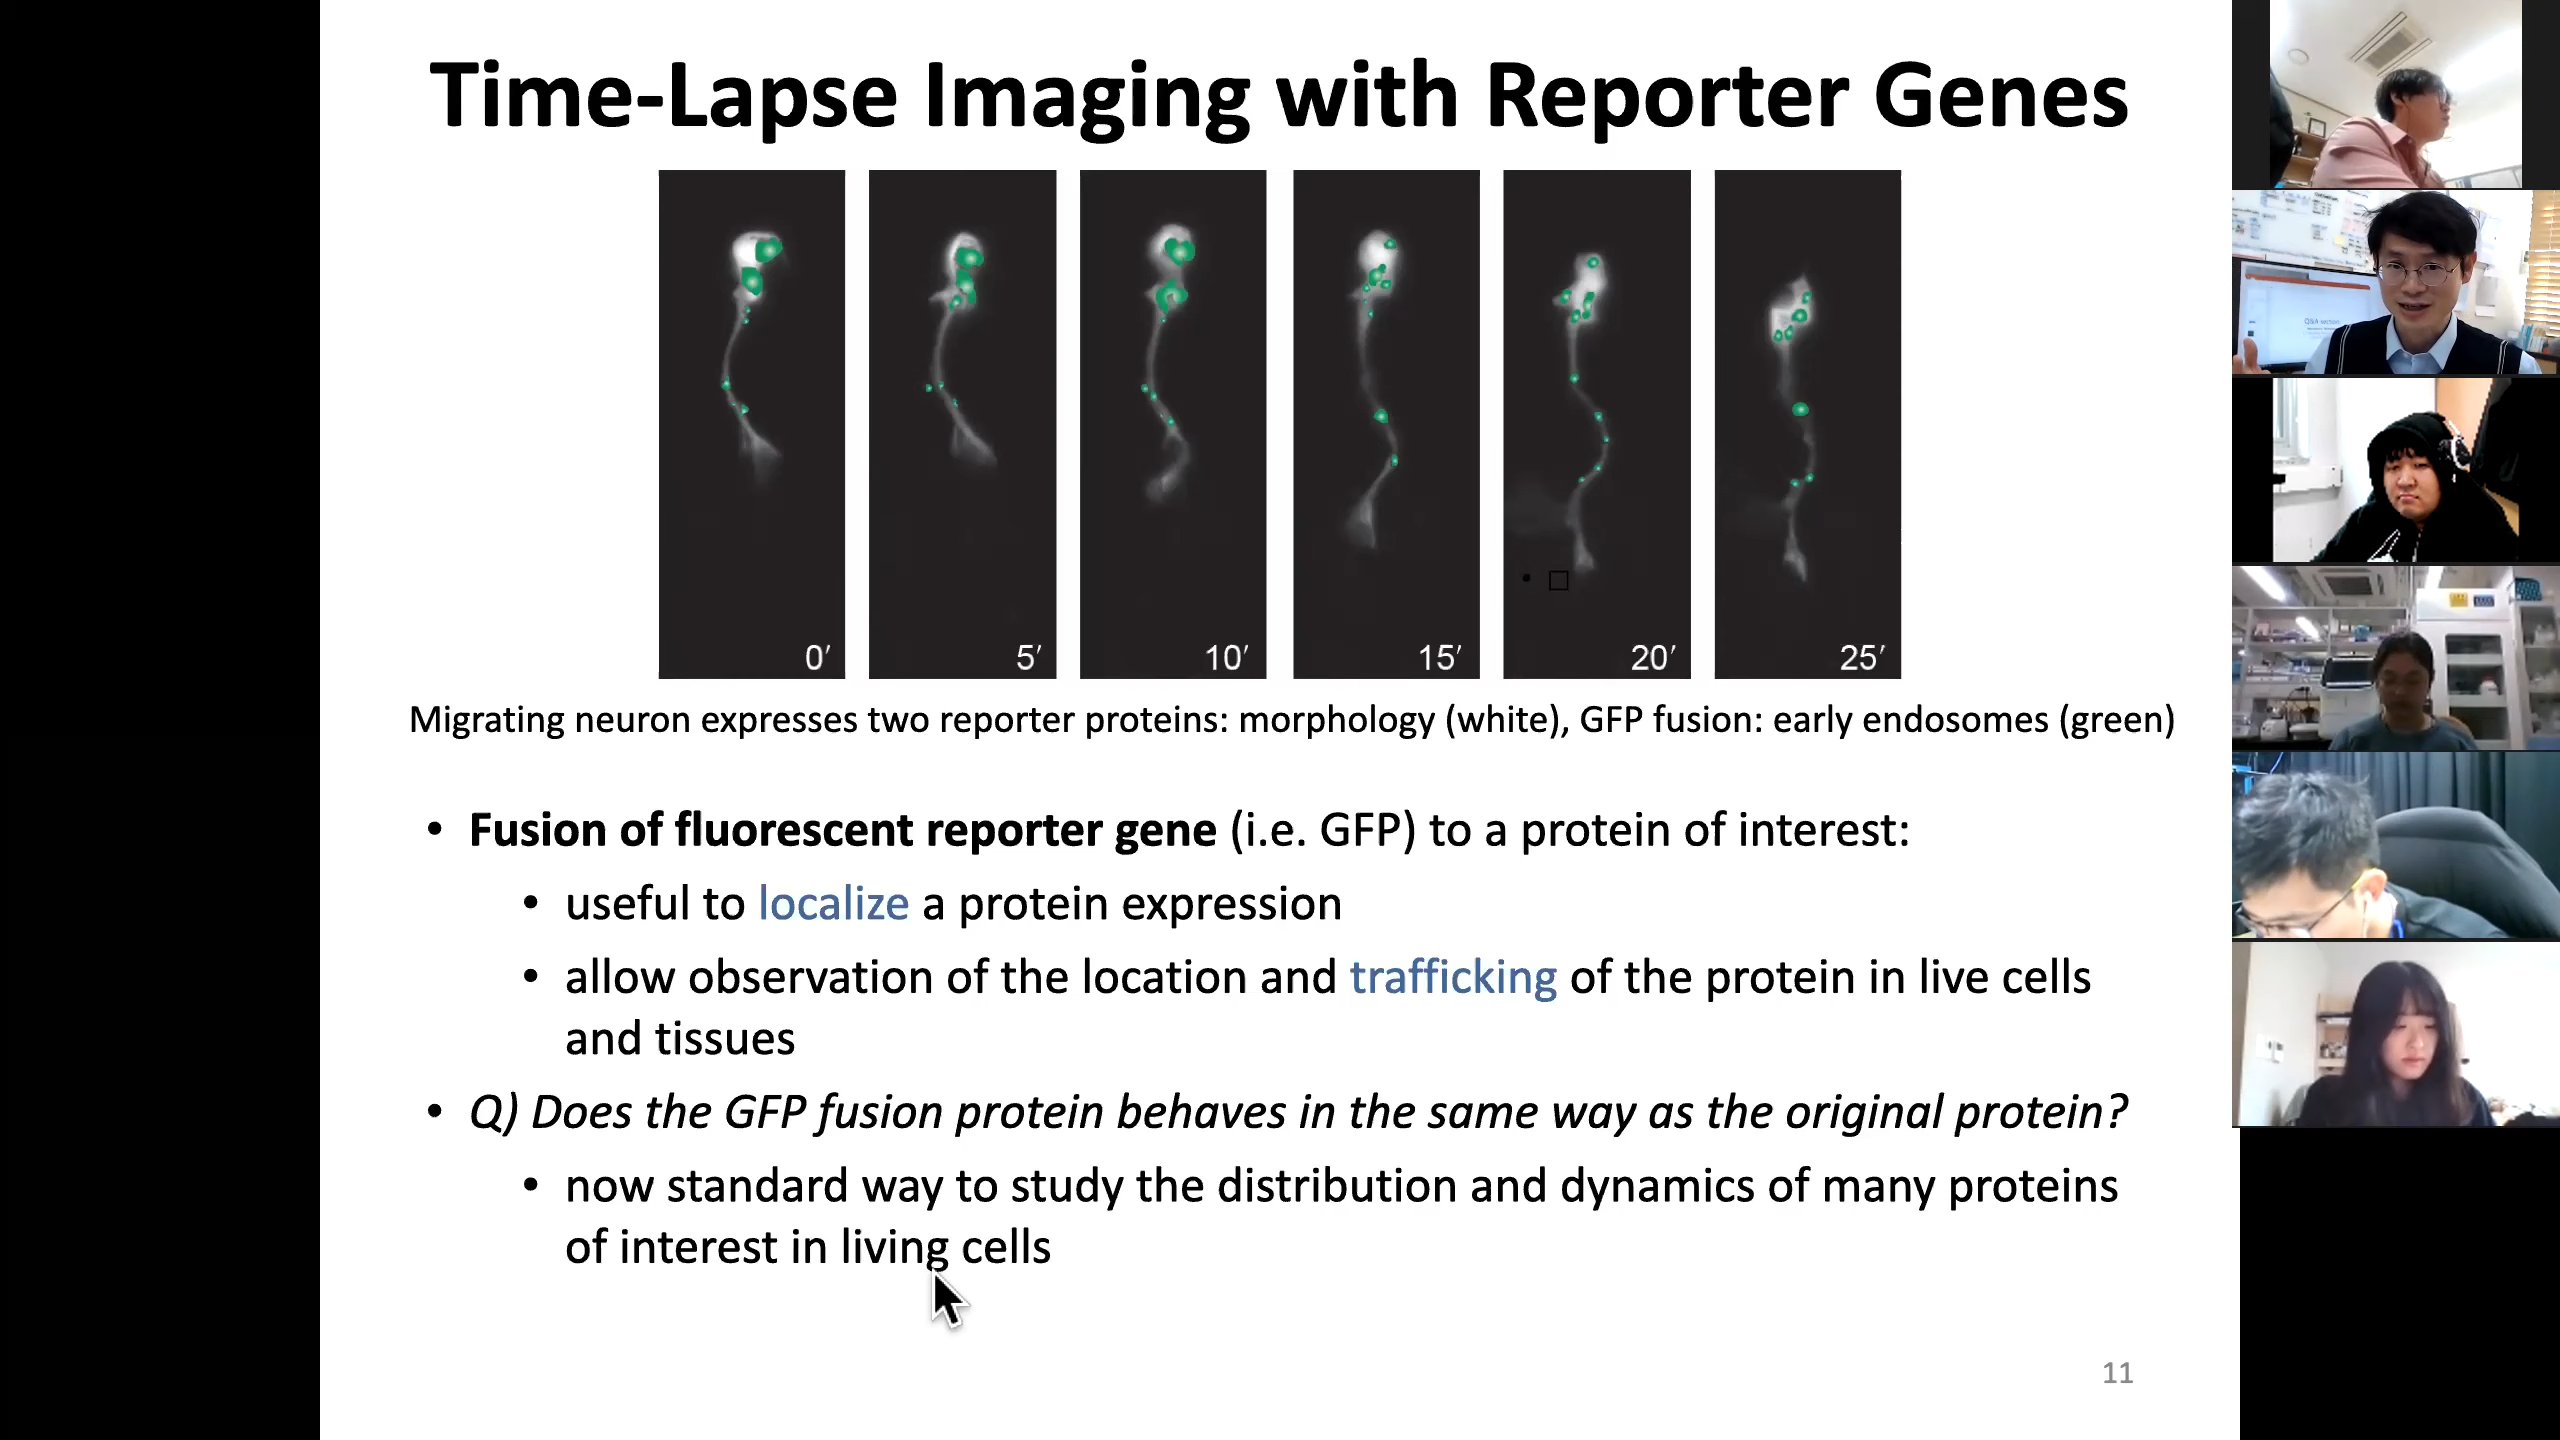 Time-Lapse Imaging with Reporter Genes
0′ 5′ 10′ 15′ 20′ 25′
Migrating neuron expresses two reporter proteins: morphology (white), GFP fusion: early endosomes (green)
• Fusion of fluorescent reporter gene (i.e. GFP) to a protein of interest:
• useful to localize a protein expression
• allow observation of the location and trafficking of the protein in live cells
and tissues
• Q) Does the GFP fusion protein behaves in the same way as the original protein?
• now standard way to study the distribution and dynamics of many proteins
of interest in living cells
11
Q&A section